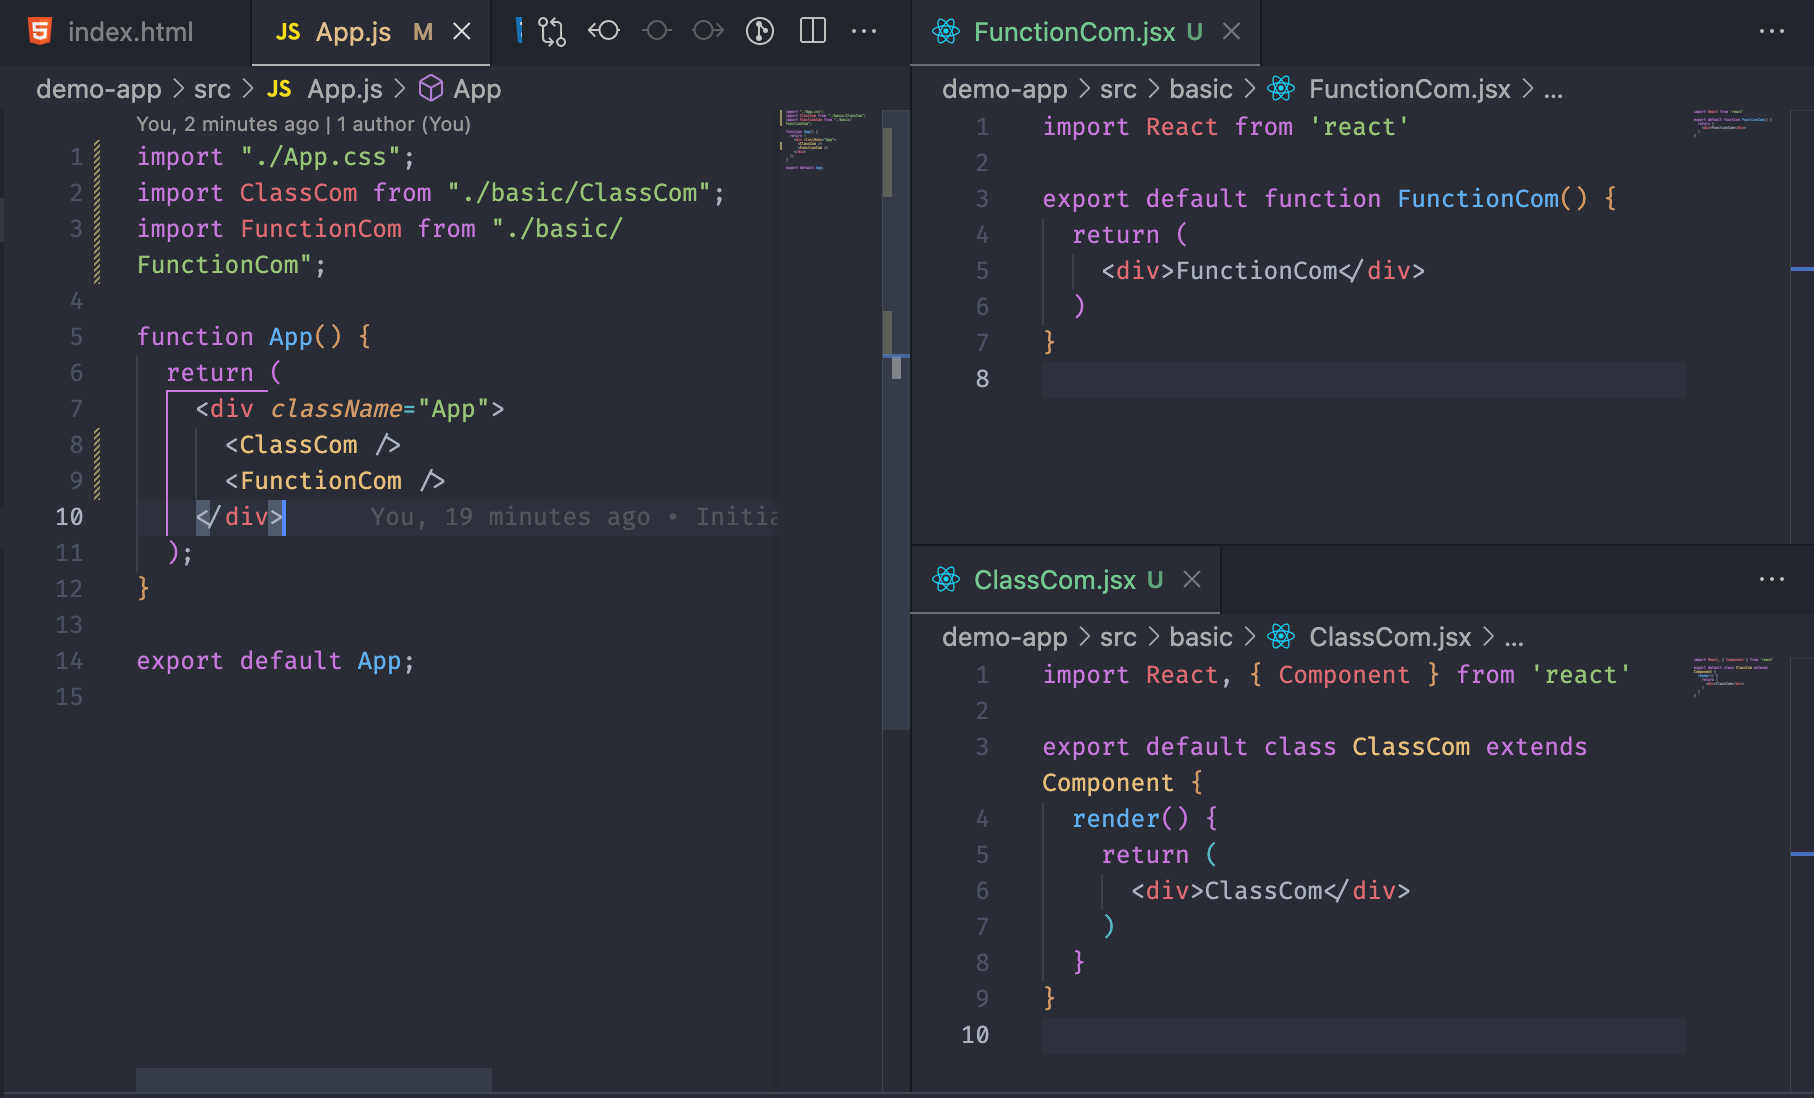 index.html
JS App.js M
demo-app > src > JS App.js > App
You, 2 minutes ago | 1 author (You)
1 import "./App.css";
2 import ClassCom from "./basic/ClassCom";
3 import FunctionCom from "./basic/
FunctionCom";
4
5 function App() {
6 return (
7 <div className="App">
8 <ClassCom />
9 <FunctionCom />
10 </div> You, 19 minutes ago • Initia
11 );
12 }
13
14 export default App;
15
FunctionCom.jsx U
demo-app > src > basic > FunctionCom.jsx > ...
1 import React from 'react'
2
3 export default function FunctionCom() {
4 return (
5 <div>FunctionCom</div>
6 )
7 }
8
ClassCom.jsx U
demo-app > src > basic > ClassCom.jsx > ...
1 import React, { Component } from 'react'
2
3 export default class ClassCom extends
Component {
4 render() {
5 return (
6 <div>ClassCom</div>
7 )
8 }
9 }
10